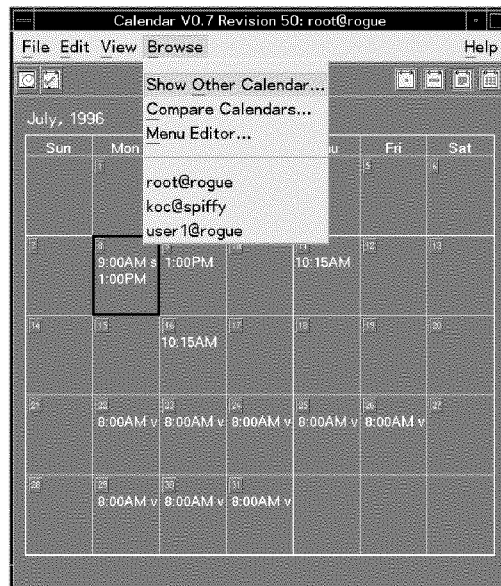 Calendar V0.7 Revision 50: root@rogue
File Edit View Browse Help
Show Other Calendar...
Compare Calendars...
Menu Editor...
root@rogue
koc@spiffy
user1@rogue
July, 1996
Sun Mon Fri Sat
1 5 6
7 8 9 10 11 12 13
9:00AM s 1:00PM 10:15AM
1:00PM
14 15 16 17 18 19 20
10:15AM
21 22 23 24 25 26 27
8:00AM v 8:00AM v 8:00AM v 8:00AM v 8:00AM v
28 29 30 31
8:00AM v 8:00AM v 8:00AM v